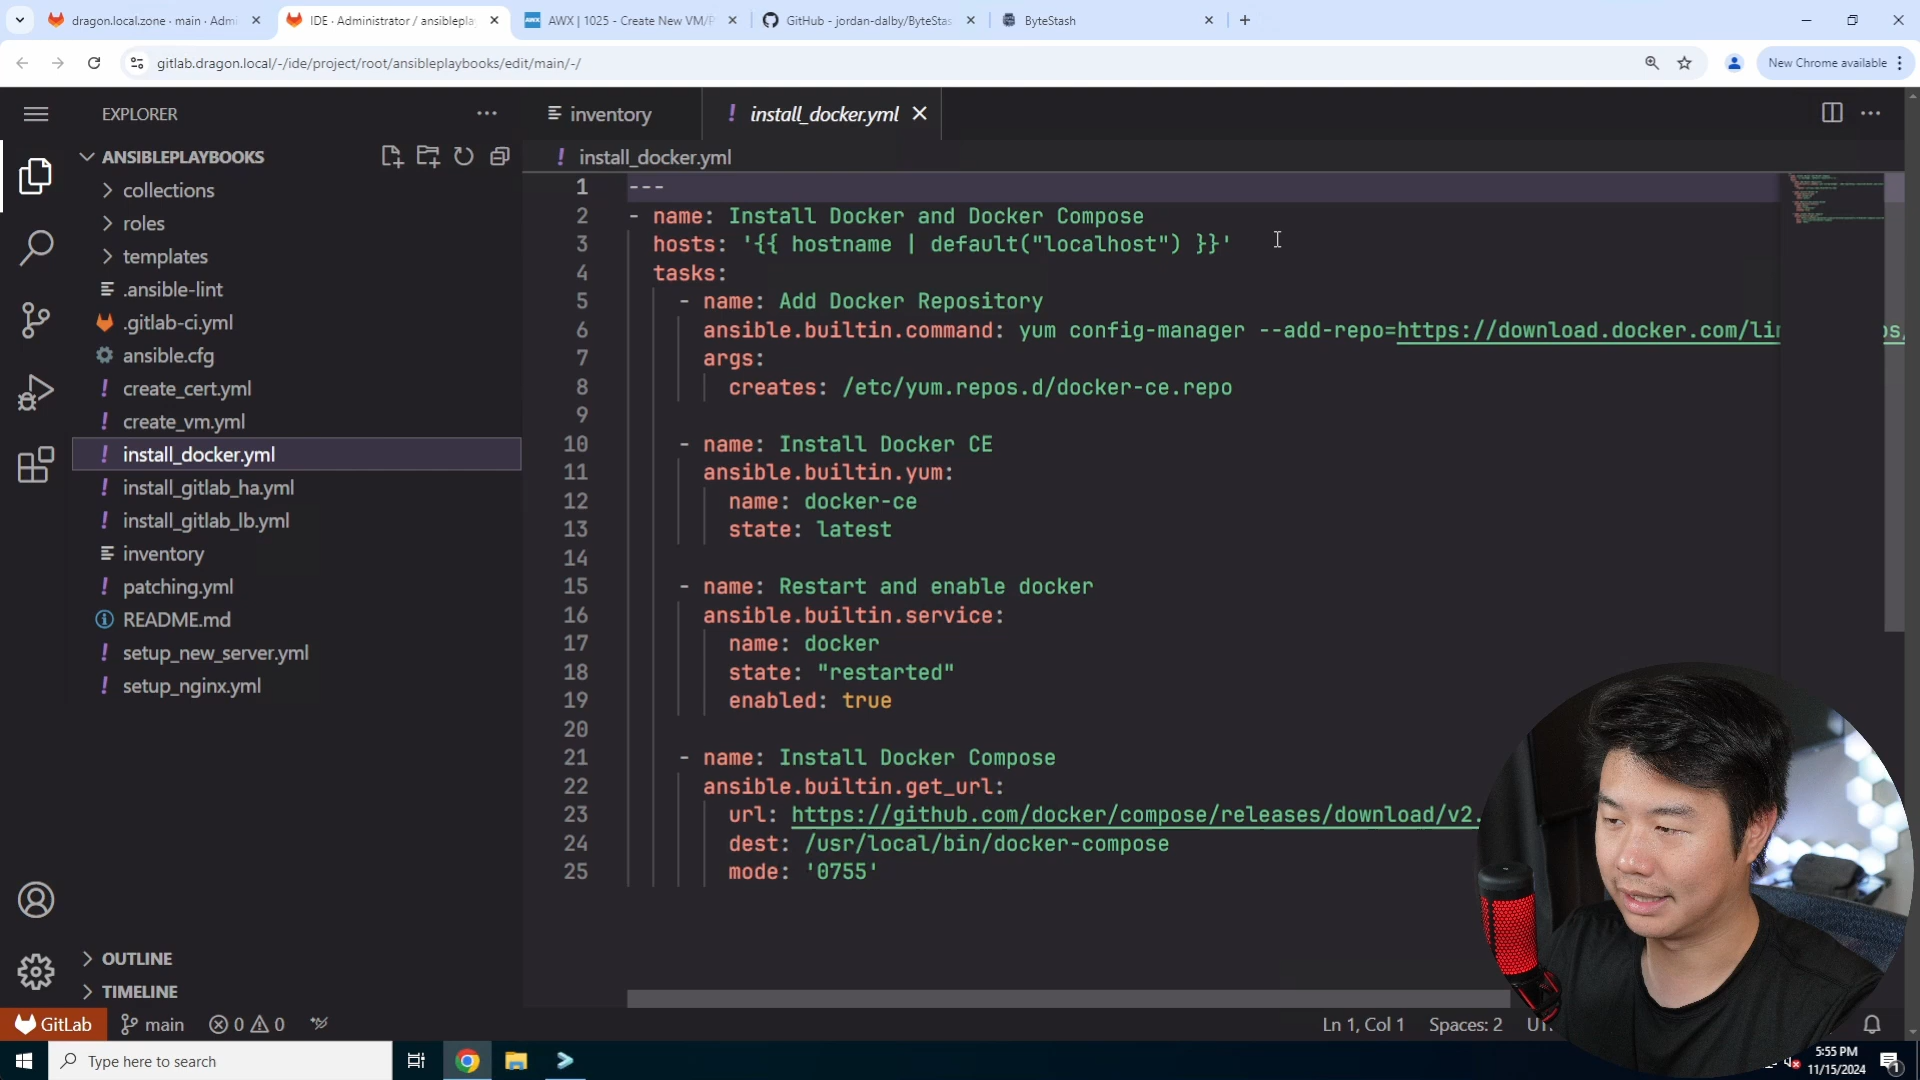 dragon.local.zone · main · Admi
IDE · Administrator / ansiblepla
AWX | 1025 - Create New VM/P
GitHub - jordan-dalby/ByteStas
ByteStash
gitlab.dragon.local/-/ide/project/root/ansibleplaybooks/edit/main/-/
New Chrome available
EXPLORER
inventory
install_docker.yml
ANSIBLEPLAYBOOKS
install_docker.yml
collections
roles
templates
.ansible-lint
.gitlab-ci.yml
ansible.cfg
create_cert.yml
create_vm.yml
install_docker.yml
install_gitlab_ha.yml
install_gitlab_lb.yml
inventory
patching.yml
README.md
setup_new_server.yml
setup_nginx.yml
OUTLINE
TIMELINE
1 ---
2 - name: Install Docker and Docker Compose
3 hosts: '{{ hostname | default("localhost") }}'
4 tasks:
5 - name: Add Docker Repository
6 ansible.builtin.command: yum config-manager --add-repo=https://download.docker.com/lin
7 args:
8 creates: /etc/yum.repos.d/docker-ce.repo
9
10 - name: Install Docker CE
11 ansible.builtin.yum:
12 name: docker-ce
13 state: latest
14
15 - name: Restart and enable docker
16 ansible.builtin.service:
17 name: docker
18 state: "restarted"
19 enabled: true
20
21 - name: Install Docker Compose
22 ansible.builtin.get_url:
23 url: https://github.com/docker/compose/releases/download/v2.
24 dest: /usr/local/bin/docker-compose
25 mode: '0755'
GitLab
main
0 0
Ln 1, Col 1
Spaces: 2
Type here to search
5:55 PM
11/15/2024
1